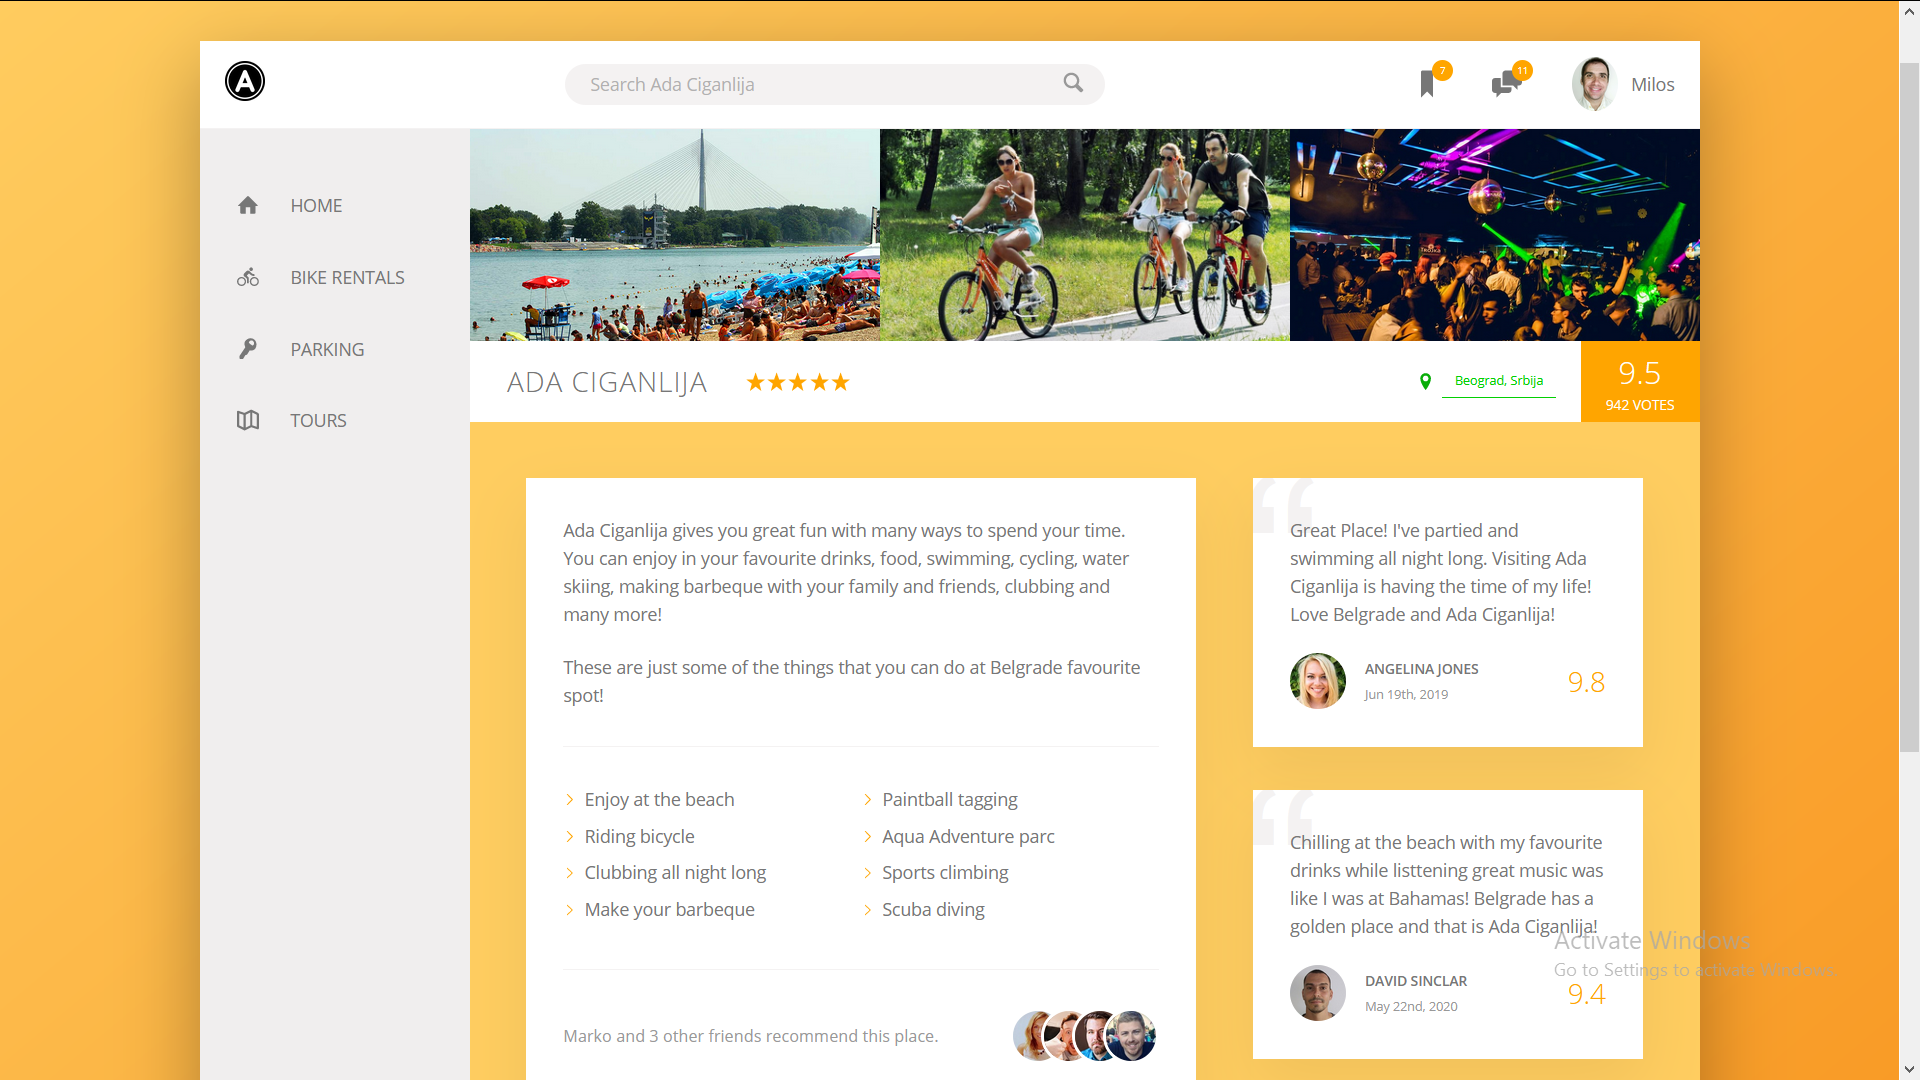 A
Search Ada Ciganlija
7
11
Milos
HOME
BIKE RENTALS
PARKING
TOURS
ADA CIGANLIJA
Beograd, Srbija
9.5
942 VOTES
Ada Ciganlija gives you great fun with many ways to spend your time.
You can enjoy in your favourite drinks, food, swimming, cycling, water
skiing, making barbeque with your family and friends, clubbing and
many more!
These are just some of the things that you can do at Belgrade favourite
spot!
Enjoy at the beach
Riding bicycle
Clubbing all night long
Make your barbeque
Paintball tagging
Aqua Adventure parc
Sports climbing
Scuba diving
Marko and 3 other friends recommend this place.
“
Great Place! I've partied and
swimming all night long. Visiting Ada
Ciganlija is having the time of my life!
Love Belgrade and Ada Ciganlija!
ANGELINA JONES
Jun 19th, 2019
9.8
“
Chilling at the beach with my favourite
drinks while listtening great music was
like I was at Bahamas! Belgrade has a
golden place and that is Ada Ciganlija!
DAVID SINCLAR
May 22nd, 2020
9.4
Activate Windows
Go to Settings to activate Windows.